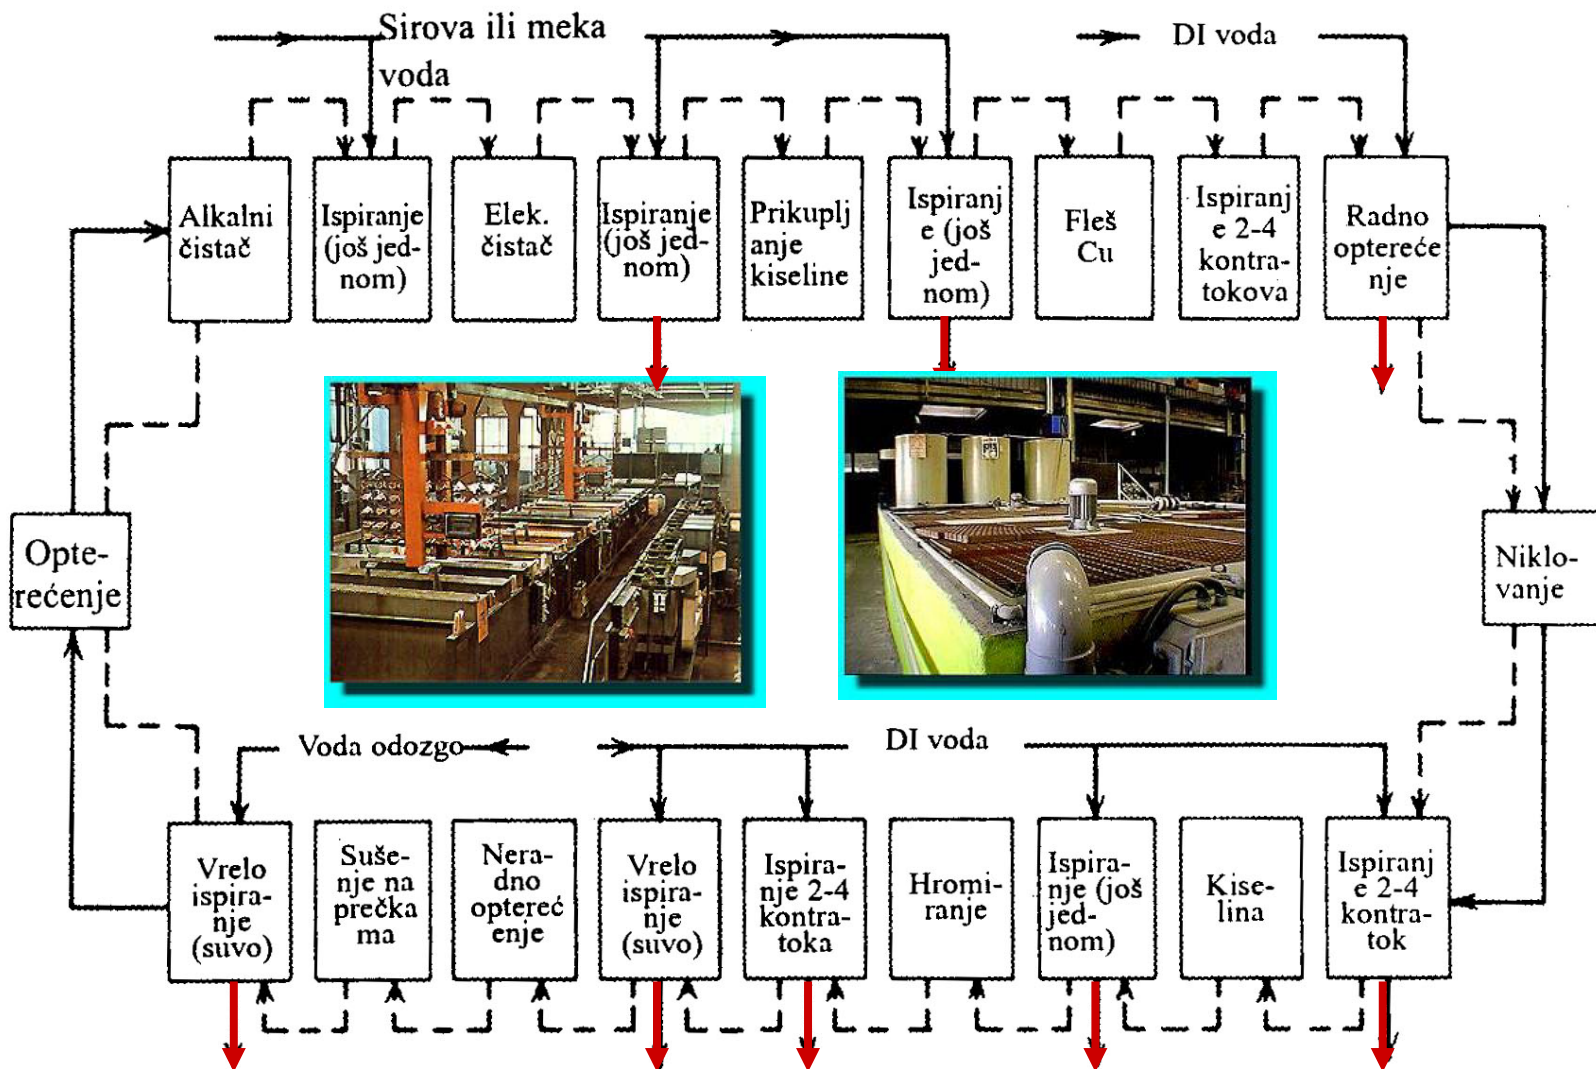 Sirova ili meka
voda
DI voda
Alkalni
čistač
Ispiranje
(još jed-
nom)
Elek.
čistač
Ispiranje
(još jed-
nom)
Prikuplj
anje
kiseline
Ispiranj
e (još
jed-
nom)
Fleš
Cu
Ispiranj
e 2-4
kontra-
tokova
Radno
optereće
nje
Opte-
rećenje
Niklo-
vanje
Voda odozgo
DI voda
Vrelo
ispira-
nje
(suvo)
Suše-
nje na
prečka
ma
Nera-
dno
optereć
enje
Vrelo
ispira-
nje
(suvo)
Ispira-
nje 2-4
kontra-
toka
Hromi-
ranje
Ispira-
nje (još
jed-
nom)
Kise-
lina
Ispiranj
e 2-4
kontra-
tok